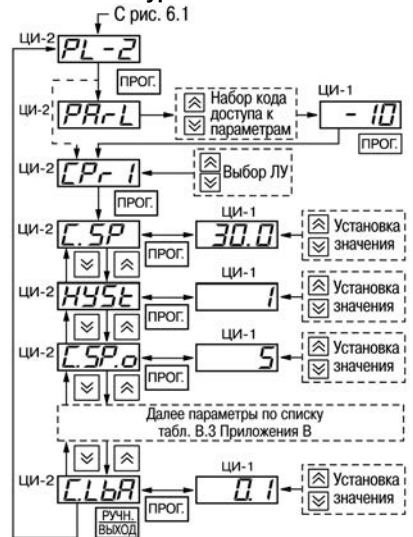 С рис. 6.1
ЦИ-2 PL-2
ПРОГ.
ЦИ-2 PArL Набор кода доступа к параметрам ЦИ-1 - 10
ПРОГ.
ЦИ-2 CPr1 Выбор ЛУ
ПРОГ.
ЦИ-1
ЦИ-2 C.SP ПРОГ. 30.0 Установка значения
ЦИ-1
ЦИ-2 HYSt ПРОГ. 1 Установка значения
ЦИ-1
ЦИ-2 C.SP.o ПРОГ. 5 Установка значения
Далее параметры по списку
табл. В.3 Приложения В
ЦИ-1
ЦИ-2 C.LbA ПРОГ. 0.1 Установка значения
РУЧН.
ВЫХОД